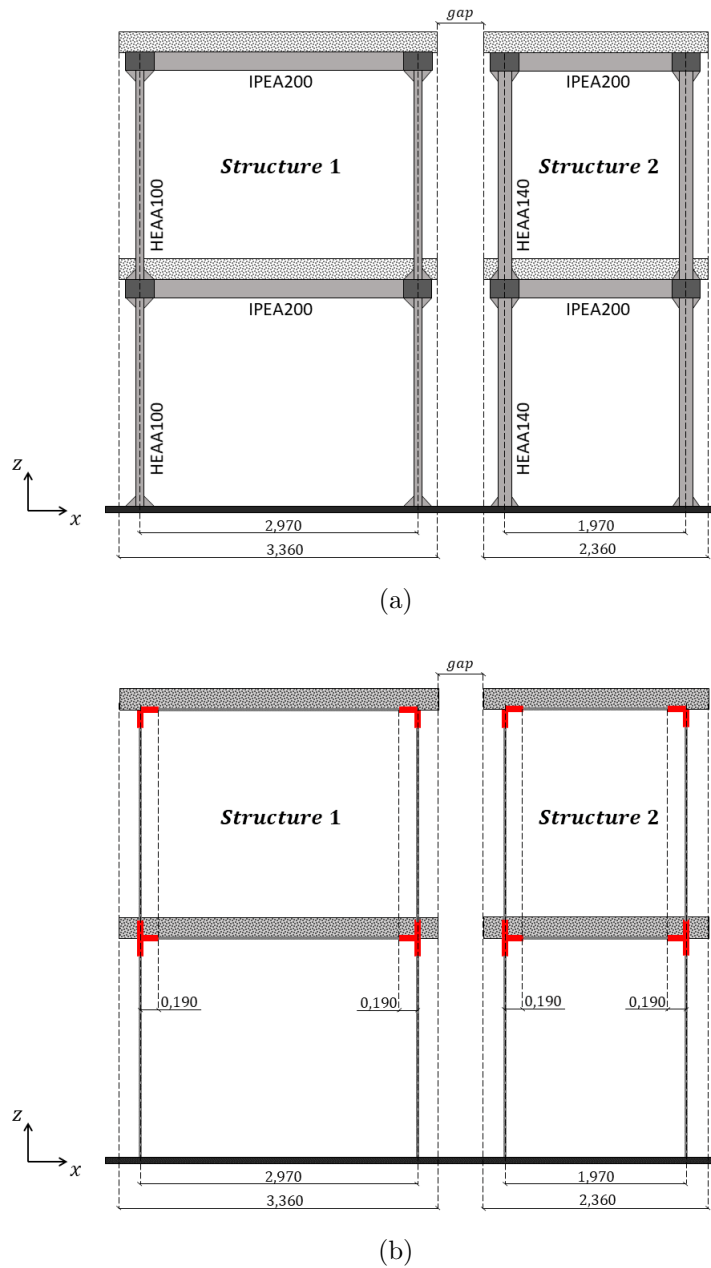 gap
IPEA200
IPEA200
Structure 1
Structure 2
HEAA100
HEAA140
IPEA200
IPEA200
HEAA100
HEAA140
z
x
2,970
1,970
3,360
2,360
(a)
gap
Structure 1
Structure 2
0,190
0,190
0,190
0,190
z
x
2,970
1,970
3,360
2,360
(b)